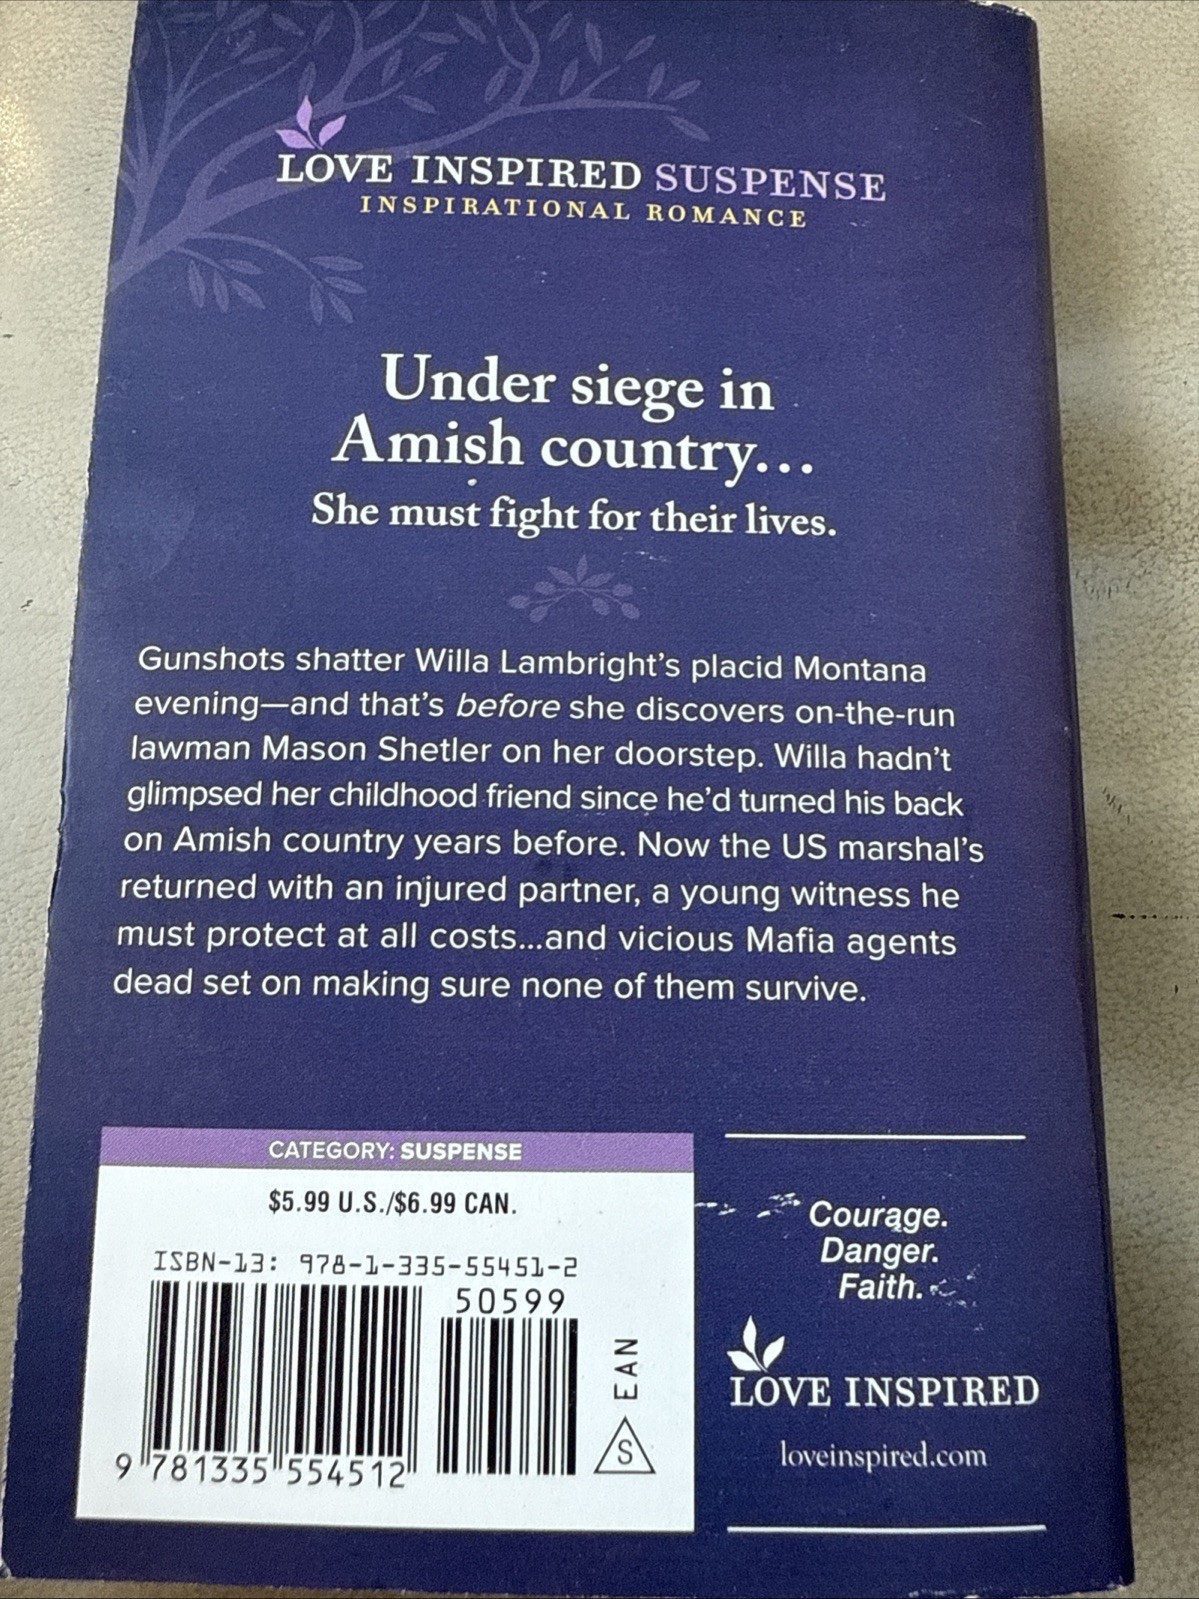 LOVE INSPIRED SUSPENSE
INSPIRATIONAL ROMANCE
Under siege in
Amish country...
She must fight for their lives.
Gunshots shatter Willa Lambright's placid Montana
evening—and that's before she discovers on-the-run
lawman Mason Shetler on her doorstep. Willa hadn't
glimpsed her childhood friend since he'd turned his back
on Amish country years before. Now the US marshal's
returned with an injured partner, a young witness he
must protect at all costs...and vicious Mafia agents
dead set on making sure none of them survive.
CATEGORY: SUSPENSE
$5.99 U.S./$6.99 CAN.
ISBN-13: 978-1-335-55451-2
50599
EAN
S
9 781335 554512
Courage.
Danger.
Faith.
LOVE INSPIRED
loveinspired.com